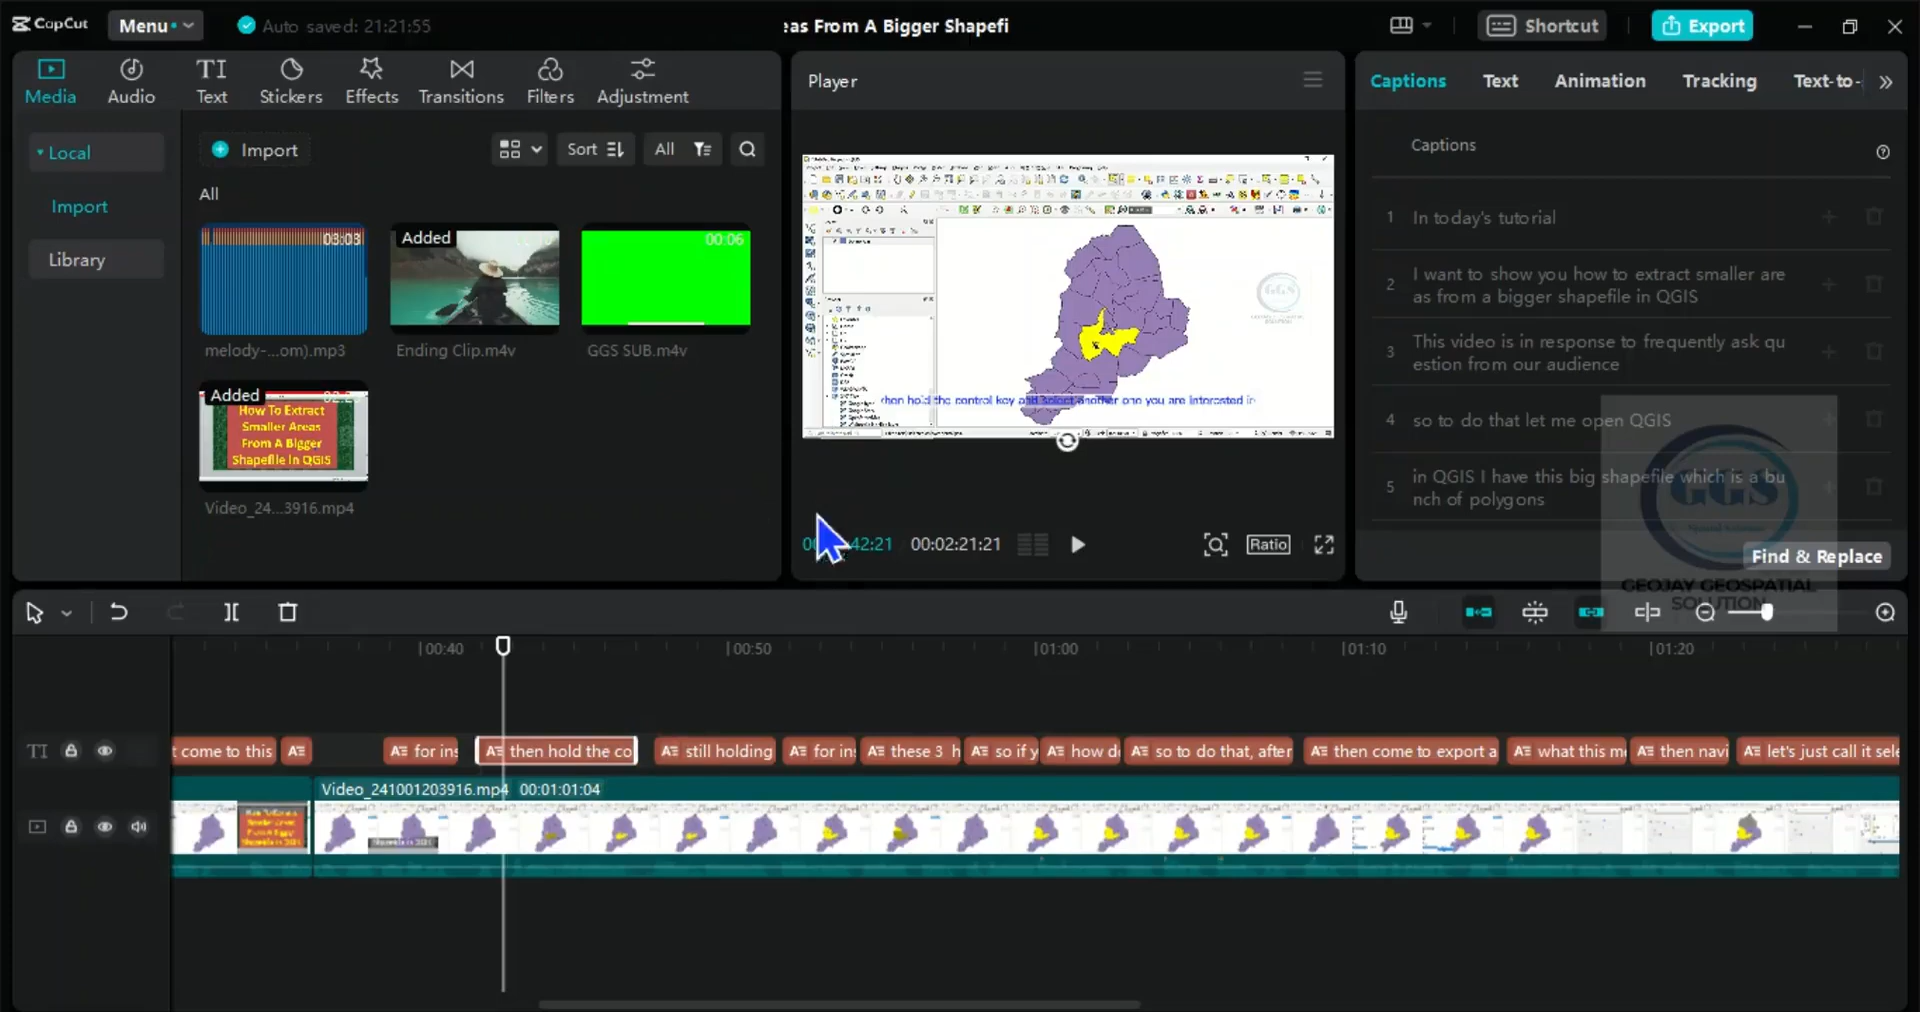 CapCut
Menu
Auto saved: 21:21:55
eas From A Bigger Shapefi
Shortcut
Export
Media
Audio
TI
Text
Stickers
Effects
Transitions
Filters
Adjustment
Local
Import
Library
Import
Sort
All
All
03:03
melody-...om).mp3
Added
Ending Clip.m4v
00:06
GGS SUB.m4v
Added
How To Extract
Smaller Areas
From A Bigger
Shapefile In QGIS
Video_24...3916.mp4
Player
GGS
then hold the control key and select another one you are interested in
42:21
00:02:21:21
Ratio
Captions
Text
Animation
Tracking
Text-to-
Captions
1 In today's tutorial
2 I want to show you how to extract smaller are
as from a bigger shapefile in QGIS
3 This video is in response to frequently ask qu
estion from our audience
4 so to do that let me open QGIS
5 in QGIS I have this big shapefile which is a bu
nch of polygons
GGS
Find & Replace
GEOJAY GEOSPATIAL
SOLUTION
00:40
00:50
01:00
01:10
01:20
TI
t come to this
for ins
then hold the co
still holding
for ins
these 3 h
so if y
how do
so to do that, after
then come to export a
what this me
then navi
let's just call it sele
Video_241001203916.mp4 00:01:01:04